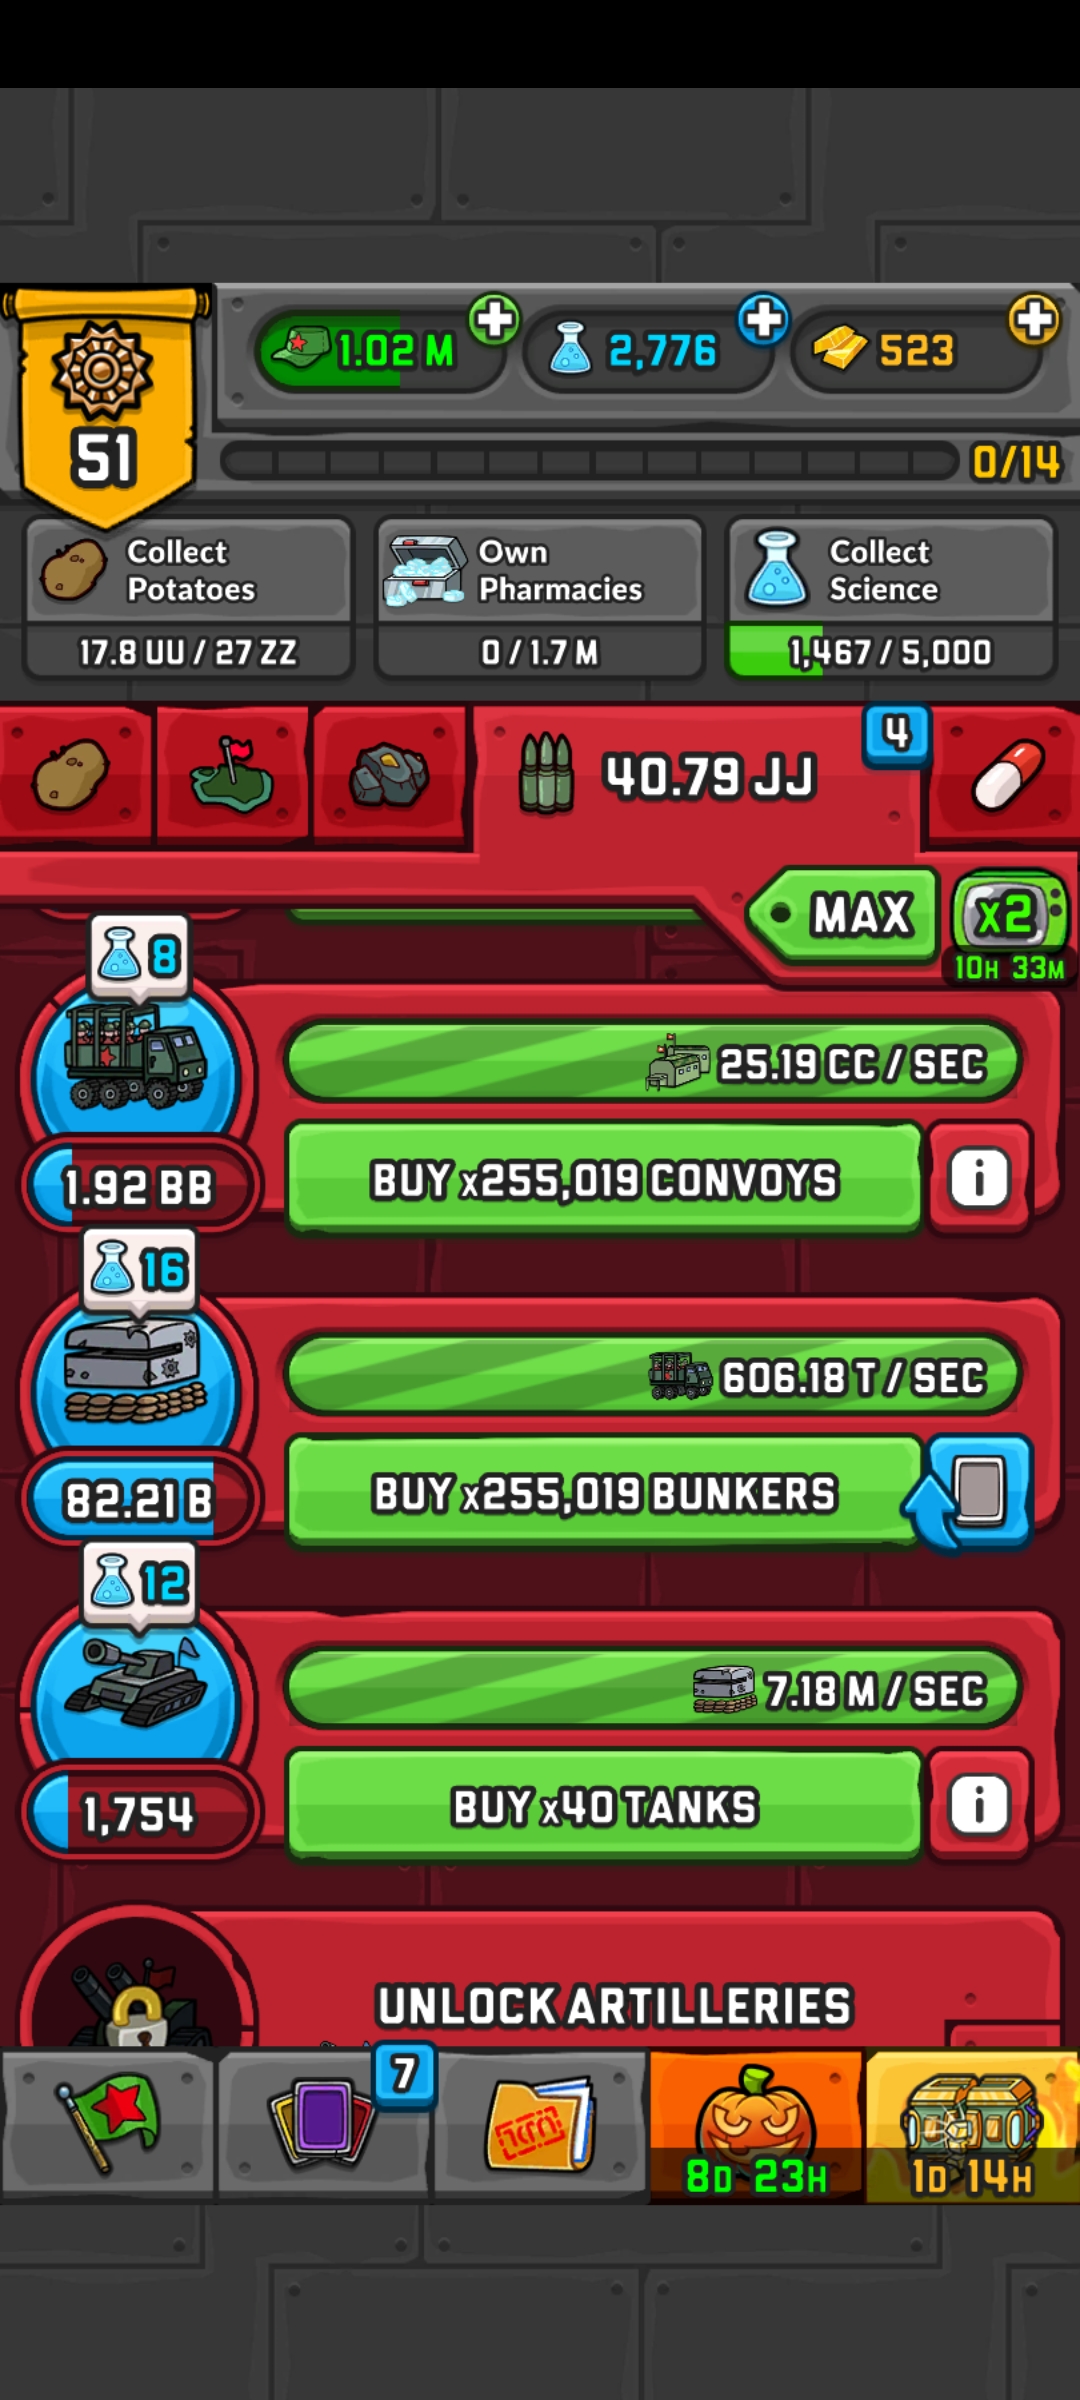 1.02 M
2,776
523
51
0/14
Collect
Potatoes
17.8 UU / 27 ZZ
Own
Pharmacies
0 / 1.7 M
Collect
Science
1,467 / 5,000
40.79 JJ
4
MAX
x2
10H 33M
8
25.19 CC / SEC
1.92 BB
BUY x255,019 CONVOYS
i
16
606.18 T / SEC
82.21 B
BUY x255,019 BUNKERS
12
7.18 M / SEC
1,754
BUY x40 TANKS
i
UNLOCK ARTILLERIES
7
8D 23H
1D 14H